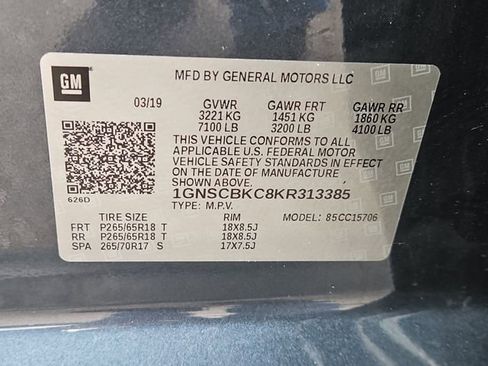 GM
MFD BY GENERAL MOTORS LLC
03/19 GVWR GAWR FRT GAWR RR
3221 KG 1451 KG 1860 KG
7100 LB 3200 LB 4100 LB
THIS VEHICLE CONFORMS TO ALL
APPLICABLE U.S. FEDERAL MOTOR
VEHICLE SAFETY STANDARDS IN EFFECT
ON THE DATE OF MANUFACTURE
SHOWN ABOVE.
1GNSCBKC8KR313385
626D TYPE: M.P.V.
TIRE SIZE RIM MODEL: 85CC15706
FRT P265/65R18 T 18X8.5J
RR P265/65R18 T 18X8.5J
SPA 265/70R17 S 17X7.5J